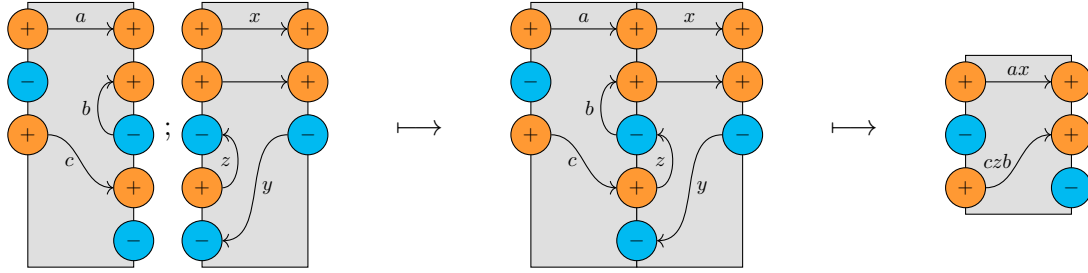 + a + + x + + a + x +
− + + + − + + + ax +
+ b − ; − − ⟼ + b − − ⟼ − czb +
c + + z y c + z y + −
− − −